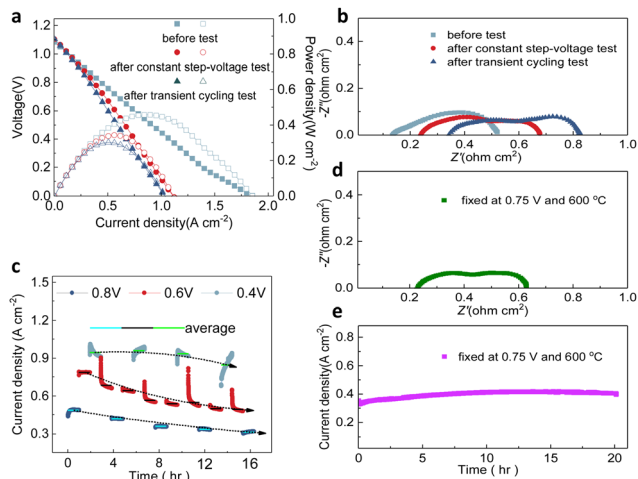 a
1.2
1.0
0.8
0.6
0.4
0.2
0.0
Voltage(V)
1.0
0.8
0.6
0.4
0.2
0.0
Power density(W cm⁻²)
before test
after constant step-voltage test
after transient cycling test
0.0 0.5 1.0 1.5 2.0
Current density(A cm⁻²)
b
0.4
0.2
0.0
-Z"(ohm cm²)
before test
after constant step-voltage test
after transient cycling test
0.2 0.4 0.6 0.8 1.0
Z'(ohm cm²)
d
0.4
0.2
0.0
-Z"(ohm cm²)
fixed at 0.75 V and 600 °C
0.2 0.4 0.6 0.8 1.0
Z'(ohm cm²)
c
1.5
1.2
0.9
0.6
0.3
Current density (A cm⁻²)
0.8V 0.6V 0.4V
average
0 4 8 12 16
Time ( hr)
e
0.8
0.6
0.4
0.2
Current density(A cm⁻²)
fixed at 0.75 V and 600 °C
0 5 10 15 20
Time ( hr)